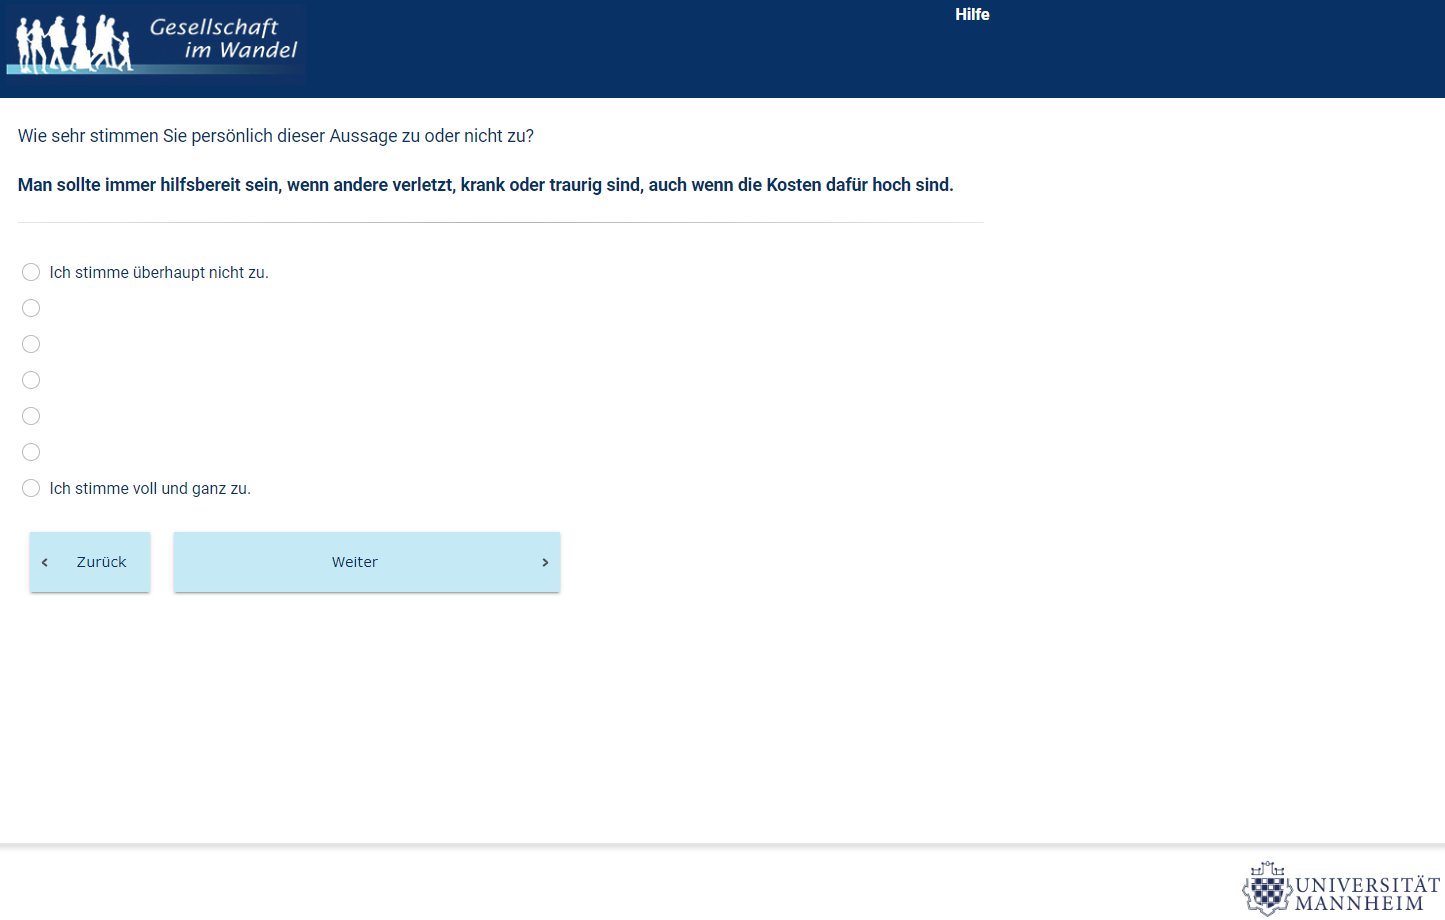 Gesellschaft
im Wandel
Hilfe
Wie sehr stimmen Sie persönlich dieser Aussage zu oder nicht zu?
Man sollte immer hilfsbereit sein, wenn andere verletzt, krank oder traurig sind, auch wenn die Kosten dafür hoch sind.
Ich stimme überhaupt nicht zu.
Ich stimme voll und ganz zu.
Zurück
Weiter
UNIVERSITÄT
MANNHEIM